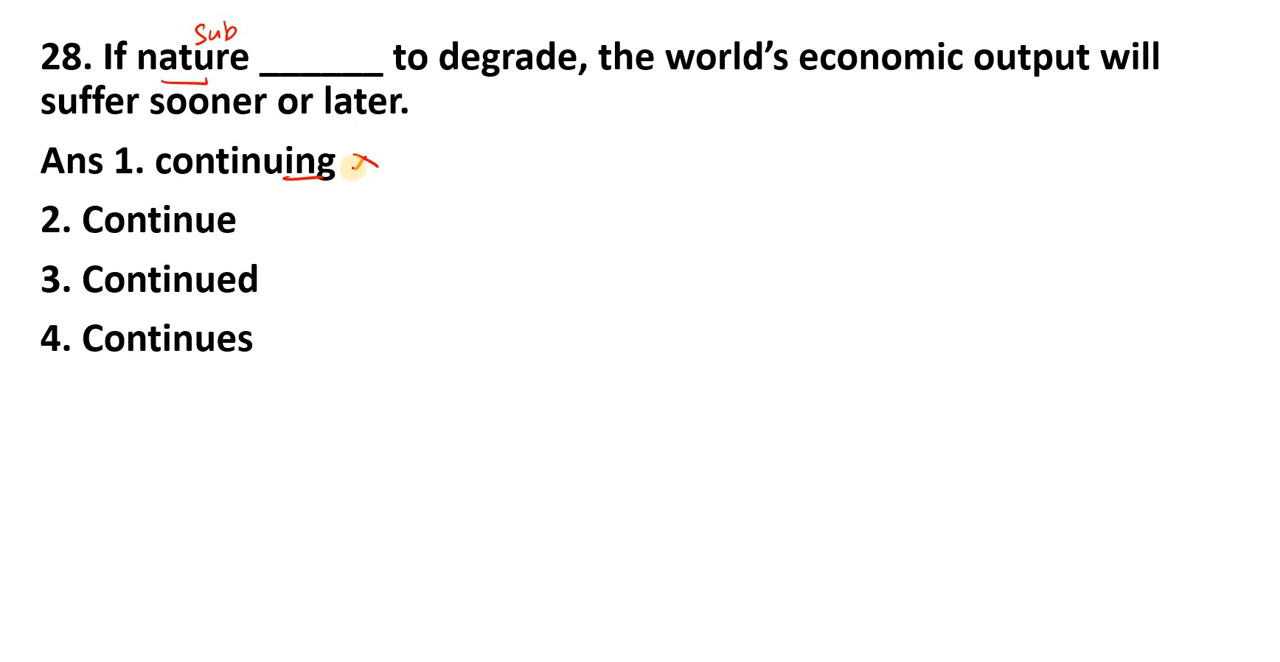 Sub
28. If nature ______ to degrade, the world’s economic output will
suffer sooner or later.
Ans 1. continuing
2. Continue
3. Continued
4. Continues